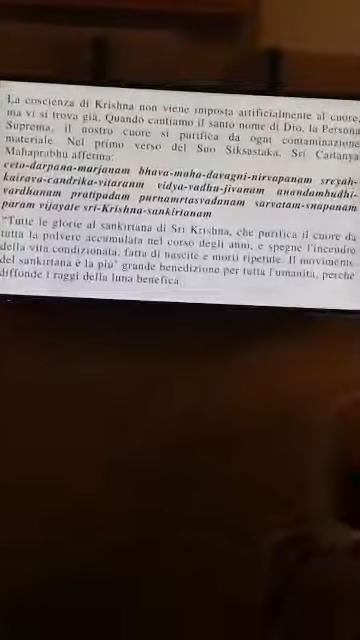 La coscienza di Krishna non viene imposta artificialmente al cuore,
ma vi si trova già. Quando cantiamo il santo nome di Dio, la Persona
Suprema, il nostro cuore si purifica da ogni contaminazione
materiale. Nel primo verso del Suo Siksastaka, Sri Caitanya
Mahaprabhu afferma:
ceto-darpana-marjanam bhava-maha-davagni-nirvapanam sreyah-
kairava-candrika-vitaranm vidya-vadhu-jivanam anandambudhi-
vardhanam pratipadam purnamrtasvadanam sarvatam-snapanam
param vijayate sri-Krishna-sankirtanam
"Tutte le glorie al sankirtana di Sri Krishna, che purifica il cuore da
tutta la polvere accumulata nel corso degli anni, e spegne l'incendio
della vita condizionata, fatta di nascite e morti ripetute. Il movimento
del sankirtana è la piu' grande benedizione per tutta l'umanità, perché
diffonde i raggi della luna benefica